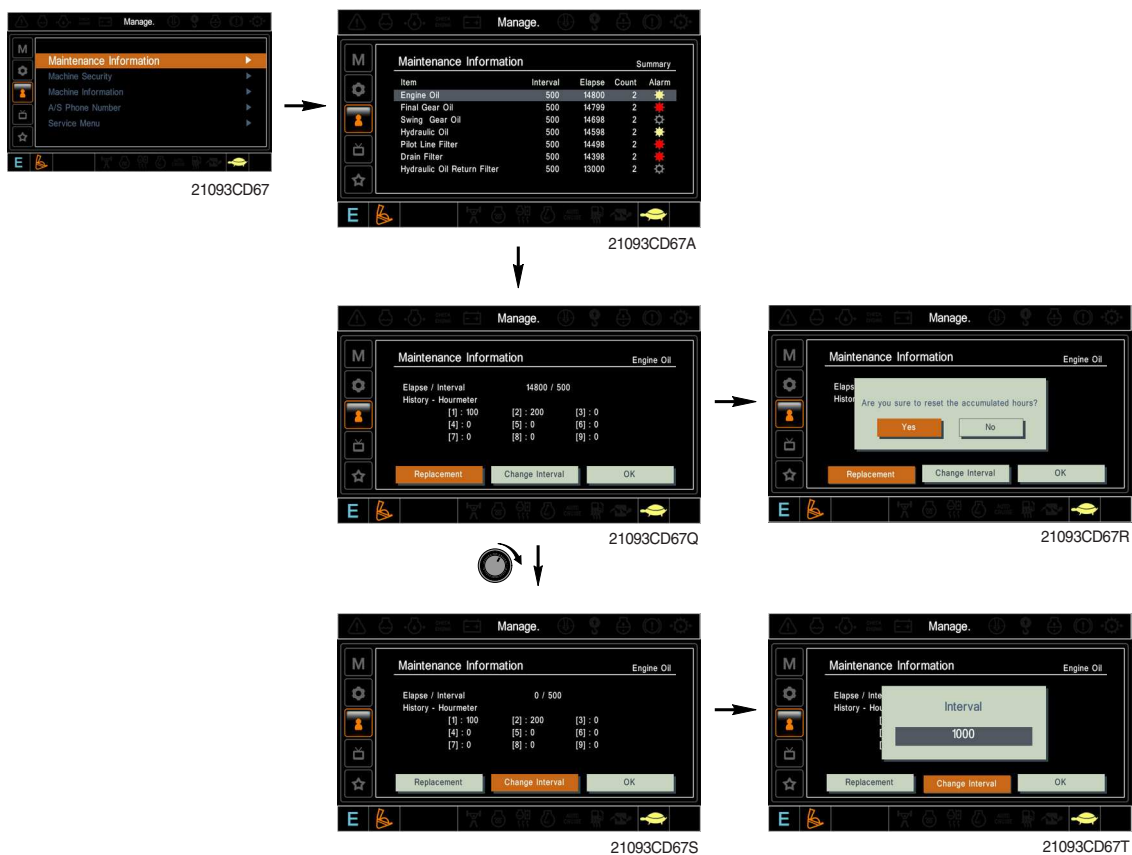 Manage.
M
Maintenance Information
Machine Security
Machine Information
A/S Phone Number
Service Menu
E
21093CD67
Manage.
M
Maintenance Information Summary
Item Interval Elapse Count Alarm
Engine Oil 500 14800 2
Final Gear Oil 500 14799 2
Swing Gear Oil 500 14698 2
Hydraulic Oil 500 14598 2
Pilot Line Filter 500 14498 2
Drain Filter 500 14398 2
Hydraulic Oil Return Filter 500 13000 2
E
21093CD67A
Manage.
M
Maintenance Information Engine Oil
Elapse / Interval 14800 / 500
History - Hourmeter
[1] : 100 [2] : 200 [3] : 0
[4] : 0 [5] : 0 [6] : 0
[7] : 0 [8] : 0 [9] : 0
Replacement Change Interval OK
E
21093CD67Q
Manage.
M
Maintenance Information Engine Oil
Elaps
Histor
Are you sure to reset the accumulated hours?
Yes No
Replacement Change Interval OK
E
21093CD67R
Manage.
M
Maintenance Information Engine Oil
Elapse / Interval 0 / 500
History - Hourmeter
[1] : 100 [2] : 200 [3] : 0
[4] : 0 [5] : 0 [6] : 0
[7] : 0 [8] : 0 [9] : 0
Replacement Change Interval OK
E
21093CD67S
Manage.
M
Maintenance Information Engine Oil
Elapse / Inte
History - Hou
Interval
1000
Replacement Change Interval OK
E
21093CD67T